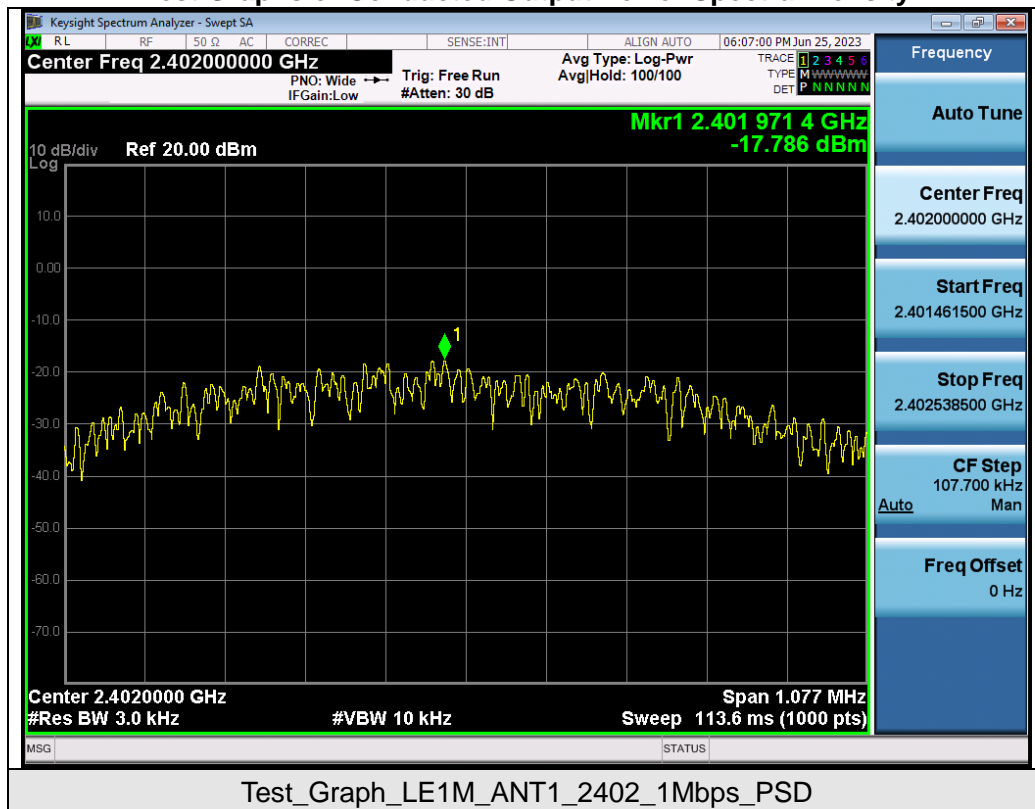 Keysight Spectrum Analyzer - Swept SA
LXI RL RF 50 Ω AC CORREC SENSE:INT ALIGN AUTO 06:07:00 PM Jun 25, 2023
Center Freq 2.402000000 GHz
PNO: Wide
IFGain:Low
Trig: Free Run
#Atten: 30 dB
Avg Type: Log-Pwr
Avg|Hold: 100/100
TRACE 1 2 3 4 5 6
TYPE M WWWWW
DET P N N N N N
Mkr1 2.401 971 4 GHz
-17.786 dBm
10 dB/div Ref 20.00 dBm
Log
10.0
0.00
-10.0
-20.0
-30.0
-40.0
-50.0
-60.0
-70.0
1
Center 2.4020000 GHz Span 1.077 MHz
#Res BW 3.0 kHz #VBW 10 kHz Sweep 113.6 ms (1000 pts)
MSG STATUS
Frequency
Auto Tune
Center Freq
2.402000000 GHz
Start Freq
2.401461500 GHz
Stop Freq
2.402538500 GHz
CF Step
107.700 kHz
Auto Man
Freq Offset
0 Hz
Test_Graph_LE1M_ANT1_2402_1Mbps_PSD